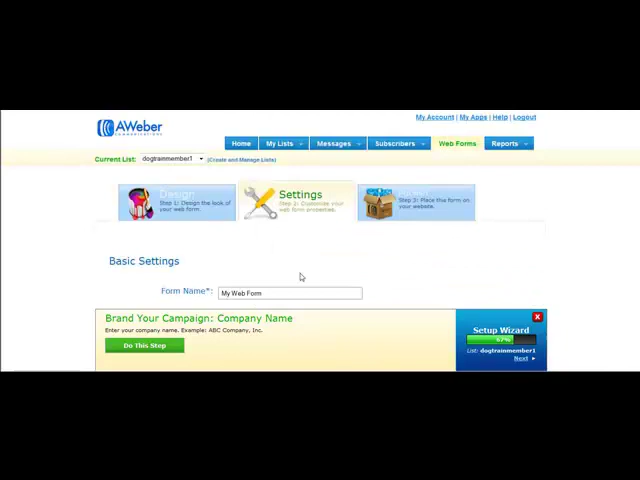 My Account | My Apps | Help | Logout
AWeber
COMMUNICATIONS
Home My Lists Messages Subscribers Web Forms Reports
Current List: dogtrainmember1 (Create and Manage Lists)
Design
Step 1: Design the look of
your web form.
Settings
Step 2: Customize your
web form properties.
Step 3: Place this form on
your website.
Basic Settings
Form Name*: My Web Form
Brand Your Campaign: Company Name
Enter your company name. Example: ABC Company, Inc.
Do This Step
X
Setup Wizard
67%
List: dogtrainmember1
Next